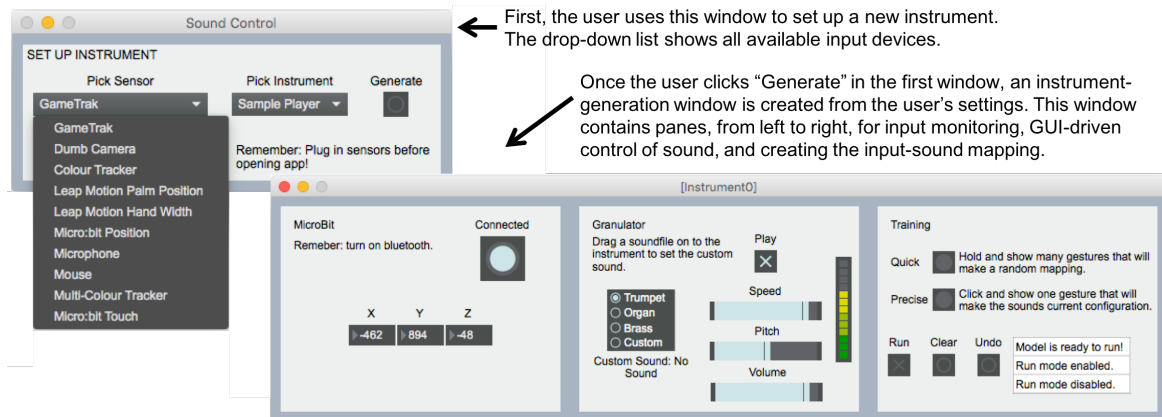 Sound Control
First, the user uses this window to set up a new instrument.
The drop-down list shows all available input devices.
SET UP INSTRUMENT
Pick Sensor
Pick Instrument
Generate
GameTrak
Sample Player
GameTrak
Dumb Camera
Colour Tracker
Leap Motion Palm Position
Leap Motion Hand Width
Micro:bit Position
Microphone
Mouse
Multi-Colour Tracker
Micro:bit Touch
Remember: Plug in sensors before
opening app!
Once the user clicks “Generate” in the first window, an instrument-
generation window is created from the user’s settings. This window
contains panes, from left to right, for input monitoring, GUI-driven
control of sound, and creating the input-sound mapping.
[Instrument0]
MicroBit
Connected
Remeber: turn on bluetooth.
X Y Z
-462 894 -48
Granulator
Drag a soundfile on to the
instrument to set the custom
sound.
Play
Trumpet
Organ
Brass
Custom
Custom Sound: No
Sound
Speed
Pitch
Volume
Training
Quick
Hold and show many gestures that will
make a random mapping.
Precise
Click and show one gesture that will
make the sounds current configuration.
Run Clear Undo
Model is ready to run!
Run mode enabled.
Run mode disabled.